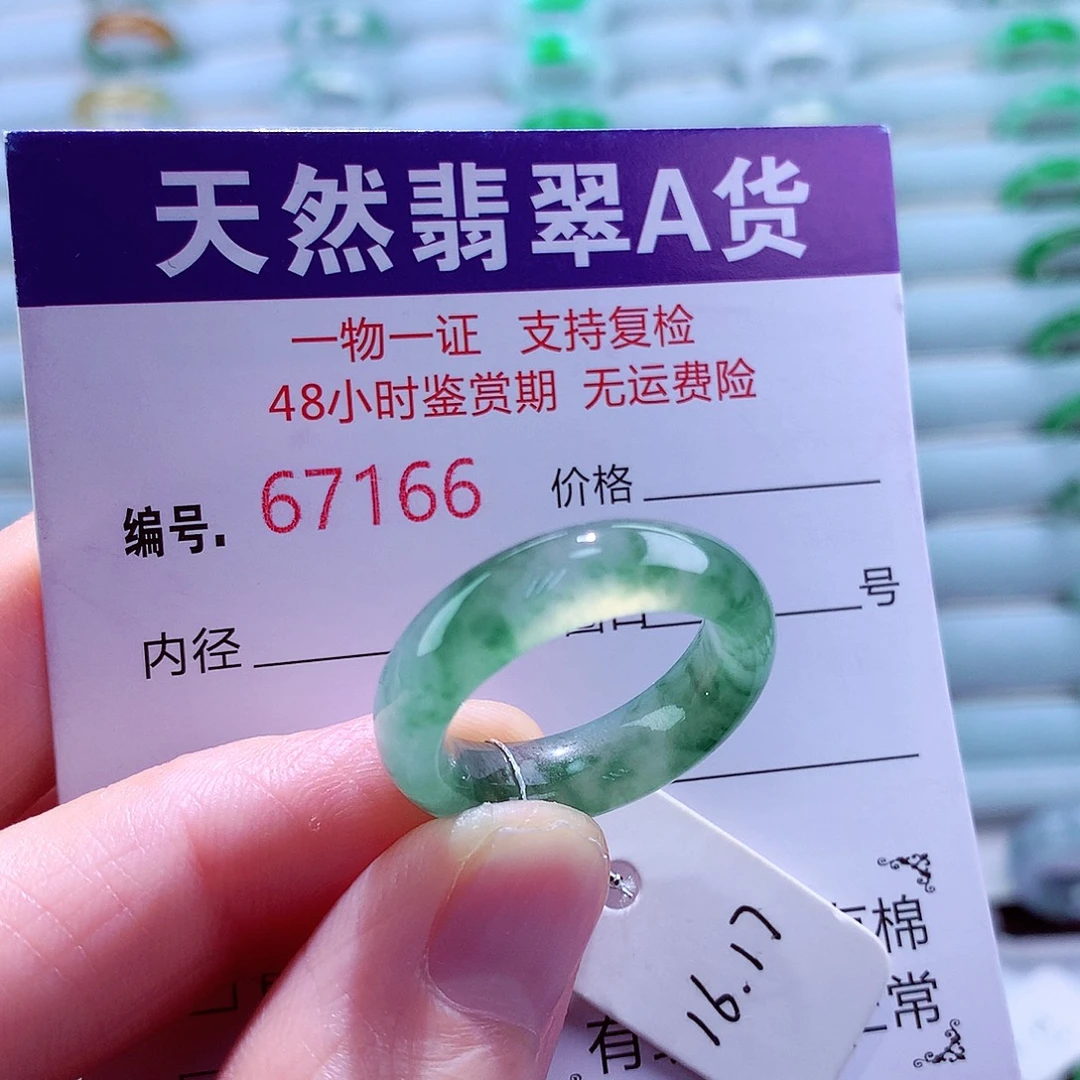 天然翡翠A货
一物一证 支持复检
48小时鉴赏期 无运费险
编号. 67166 价格
号
内径
棉
常
有
16.17